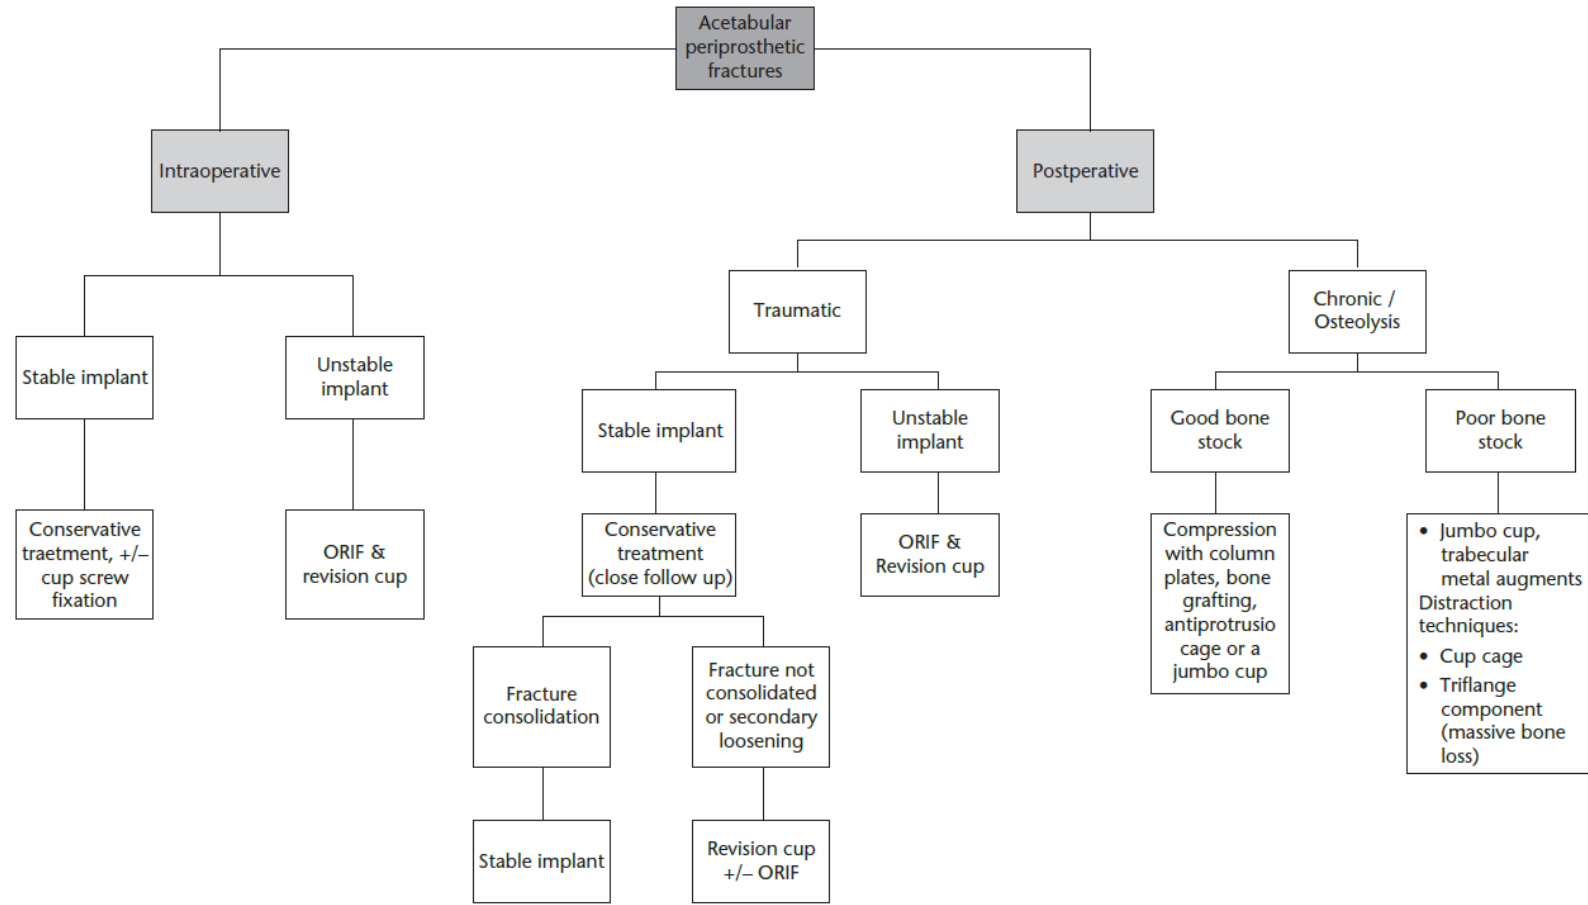 Acetabular
periprosthetic
fractures
Intraoperative
Postperative
Traumatic
Chronic /
Osteolysis
Stable implant
Unstable
implant
Stable implant
Unstable
implant
Good bone
stock
Poor bone
stock
Conservative
traetment, +/–
cup screw
fixation
ORIF &
revision cup
Conservative
treatment
(close follow up)
ORIF &
Revision cup
Compression
with column
plates, bone
grafting,
antiprotrusio
cage or a
jumbo cup
• Jumbo cup,
trabecular
metal augments
Distraction
techniques:
• Cup cage
• Triflange
component
(massive bone
loss)
Fracture
consolidation
Fracture not
consolidated
or secondary
loosening
Stable implant
Revision cup
+/– ORIF